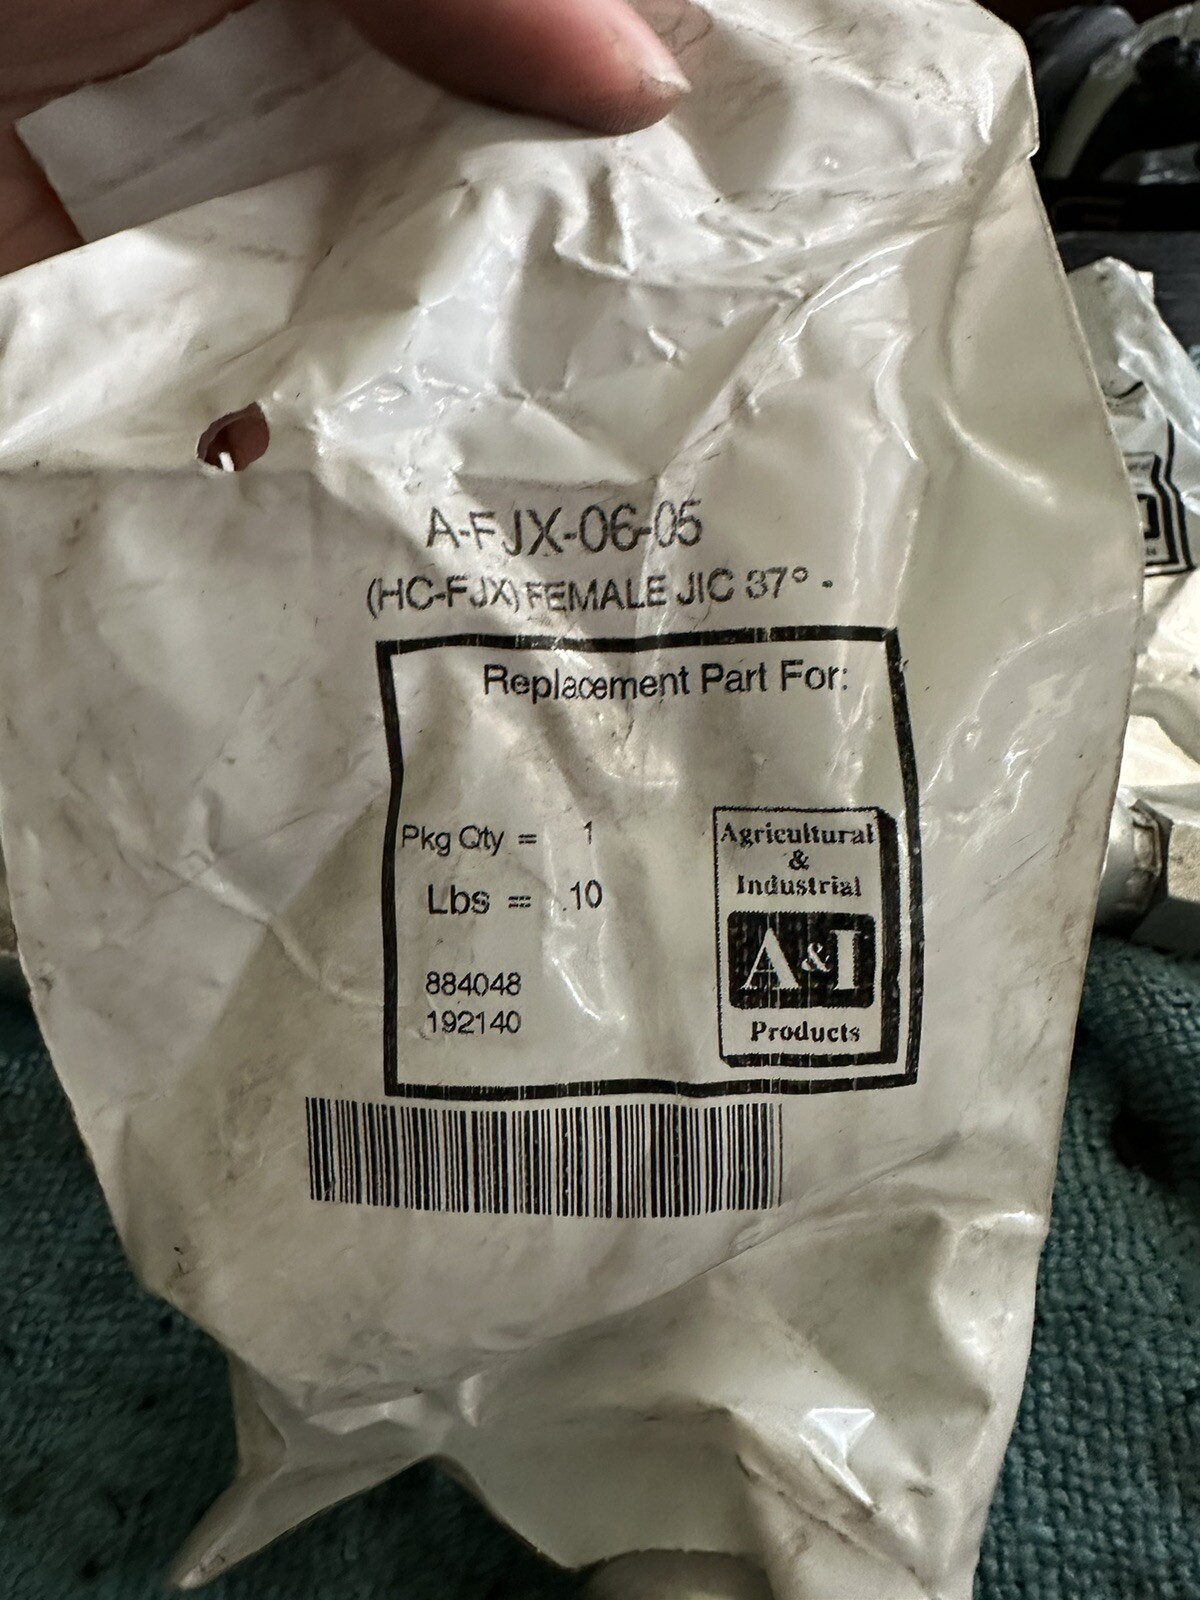 A-FJX-06-05
(HC-FJX) FEMALE JIC 37° -
Replacement Part For:
Pkg Qty = 1
Lbs = .10
884048
192140
Agricultural
&
Industrial
A&I
Products